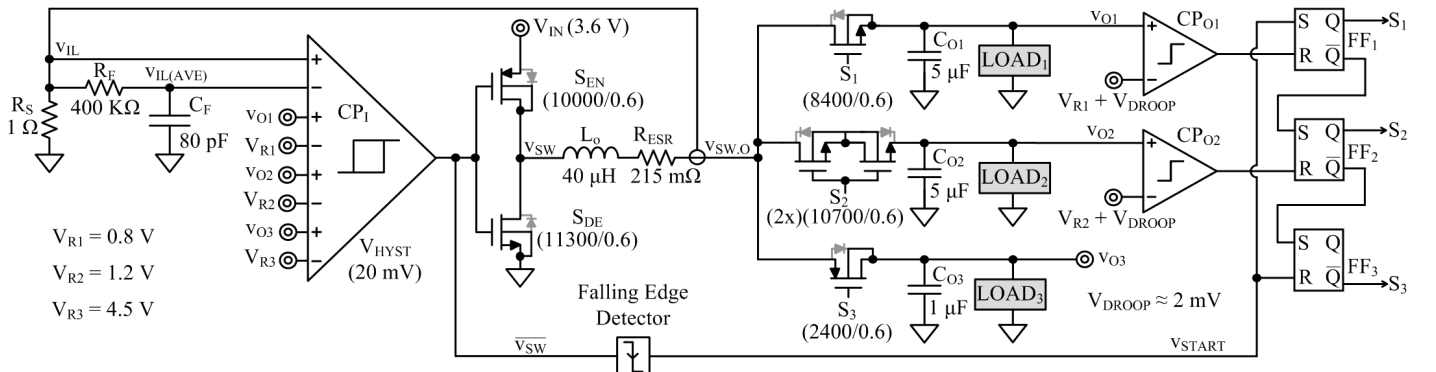 v_IL
R_F
400 KΩ
v_IL(AVE)
R_S
1 Ω
C_F
80 pF
+
−
v_O1
+
V_R1
−
v_O2
+
V_R2
−
v_O3
+
V_R3
−
CP_I
V_HYST
(20 mV)
V_R1 = 0.8 V
V_R2 = 1.2 V
V_R3 = 4.5 V
V_IN (3.6 V)
S_EN
(10000/0.6)
v_SW
L_o
40 μH
R_ESR
215 mΩ
v_SW.O
S_DE
(11300/0.6)
Falling Edge
Detector
v_SW
v_START
S_1
(8400/0.6)
C_O1
5 μF
LOAD_1
v_O1
+
−
CP_O1
V_R1 + V_DROOP
S_2
(2x)(10700/0.6)
C_O2
5 μF
LOAD_2
v_O2
+
−
CP_O2
V_R2 + V_DROOP
S_3
(2400/0.6)
C_O3
1 μF
LOAD_3
v_O3
V_DROOP ≈ 2 mV
S Q
R Q
FF_1
S_1
S Q
R Q
FF_2
S_2
S Q
R Q
FF_3
S_3